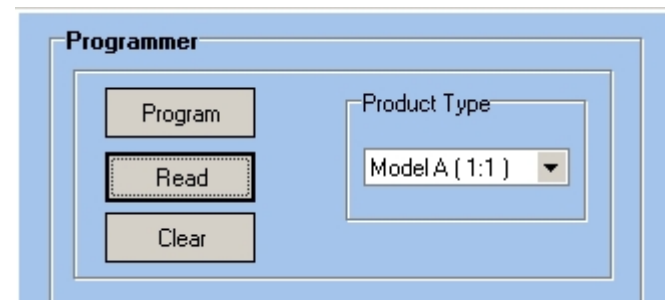 Programmer
Program
Product Type
Read
Model A ( 1:1 )
Clear